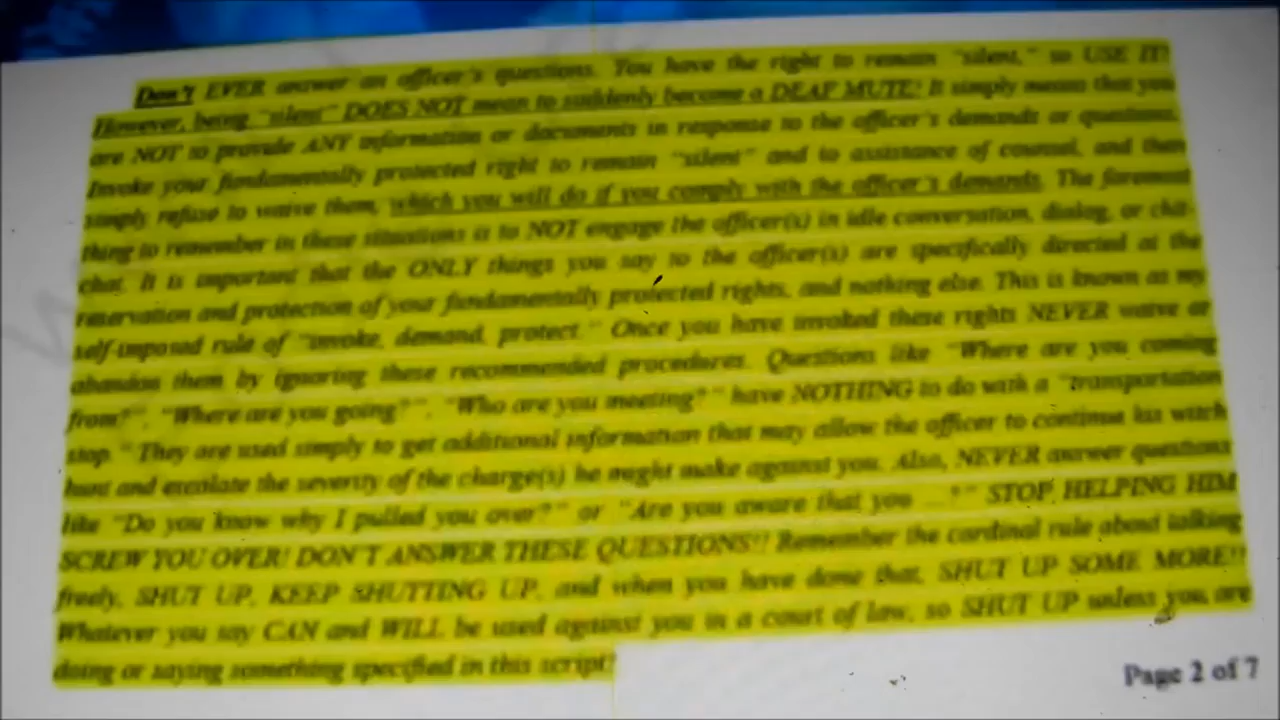 Don't EVER answer an officer's questions. You have the right to remain "silent," so USE IT!
However, being "silent" DOES NOT mean to suddenly become a DEAF MUTE! It simply means that you
are NOT to provide ANY information or documents in response to the officer's demands or questions.
Invoke your fundamentally protected right to remain "silent" and to assistance of counsel, and then
simply refuse to waive them, which you will do if you comply with the officer's demands. The foremost
thing to remember in these situations is to NOT engage the officer(s) in idle conversation, dialog, or chit-
chat. It is important that the ONLY things you say to the officer(s) are specifically directed at the
reservation and protection of your fundamentally protected rights, and nothing else. This is known as my
self-imposed rule of "invoke, demand, protect." Once you have invoked these rights NEVER waive or
abandon them by ignoring these recommended procedures. Questions like "Where are you coming
from?", "Where are you going?", "Who are you meeting?" have NOTHING to do with a "transportation
stop." They are used simply to get additional information that may allow the officer to continue his witch
hunt and escalate the severity of the charge(s) he might make against you. Also, NEVER answer questions
like "Do you know why I pulled you over?" or "Are you aware that you ...?" STOP HELPING HIM
SCREW YOU OVER! DON'T ANSWER THESE QUESTIONS!! Remember the cardinal rule about talking
freely, SHUT UP, KEEP SHUTTING UP, and when you have done that, SHUT UP SOME MORE!!
Whatever you say CAN and WILL be used against you in a court of law, so SHUT UP unless you are
doing or saying something specified in this script!
Page 2 of 7